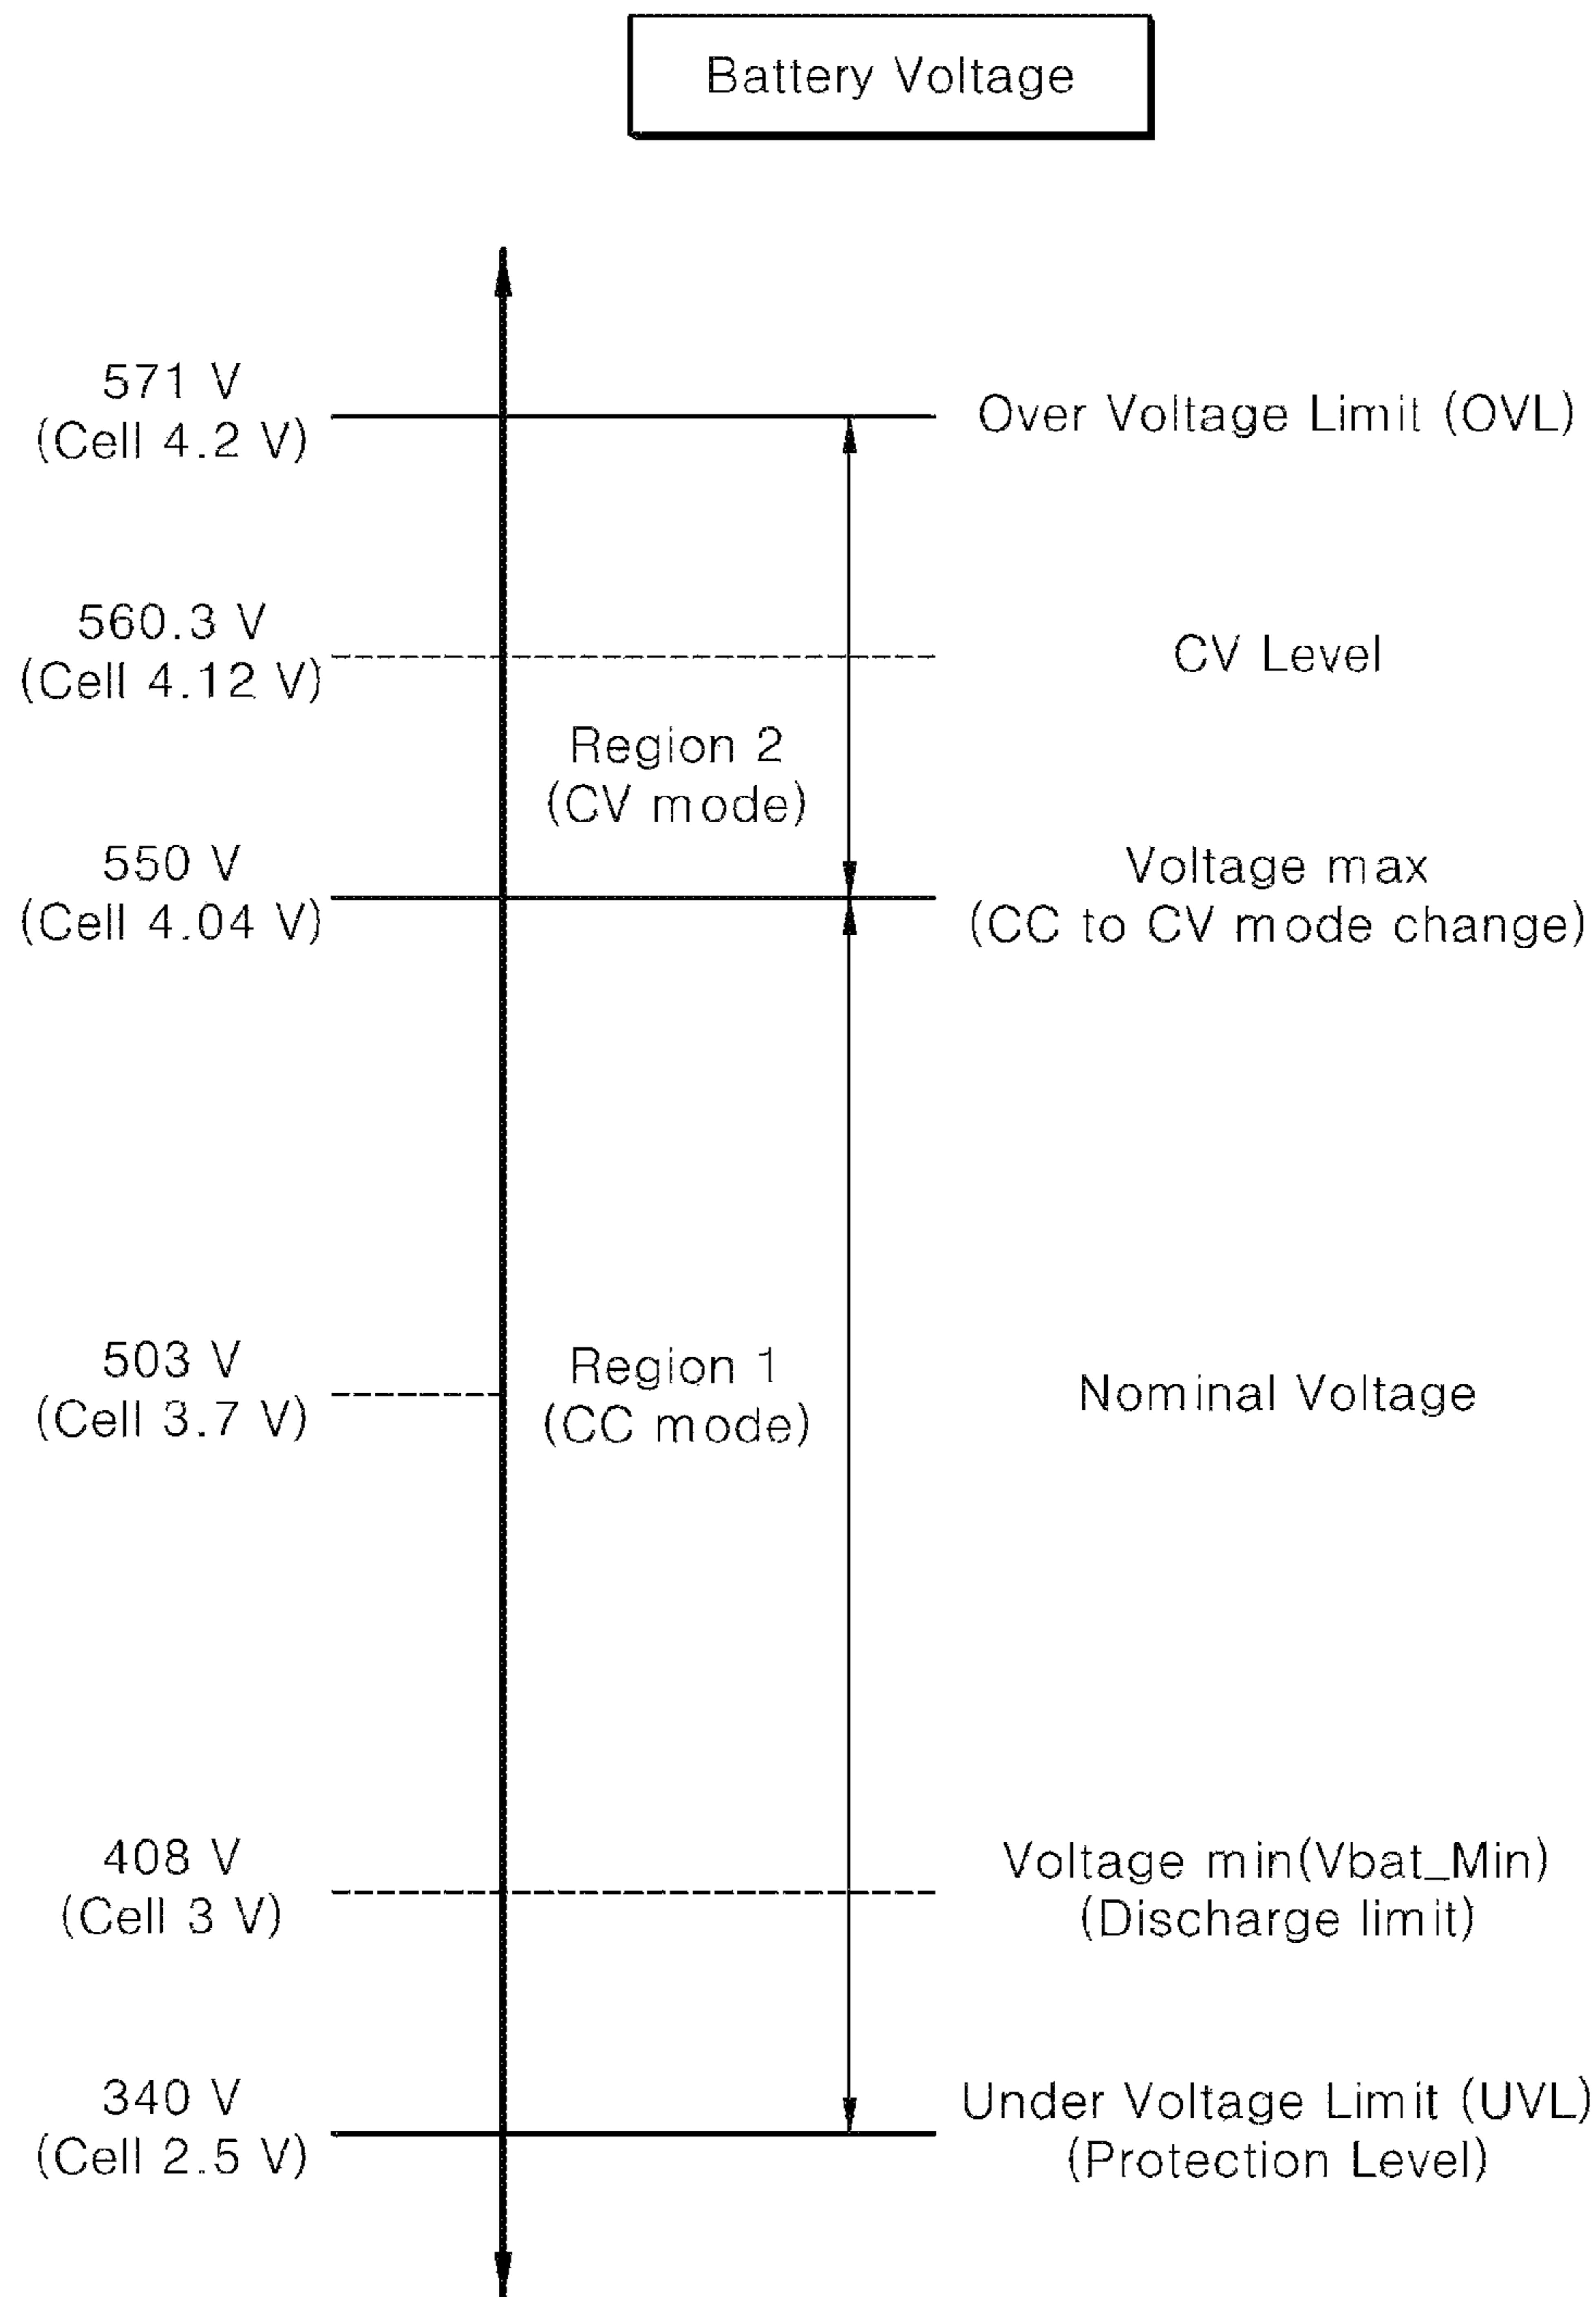 Battery Voltage
571 V
(Cell 4.2 V)
Over Voltage Limit (OVL)
560.3 V
(Cell 4.12 V)
CV Level
Region 2
(CV mode)
550 V
(Cell 4.04 V)
Voltage max
(CC to CV mode change)
503 V
(Cell 3.7 V)
Region 1
(CC mode)
Nominal Voltage
408 V
(Cell 3 V)
Voltage min(Vbat_Min)
(Discharge limit)
340 V
(Cell 2.5 V)
Under Voltage Limit (UVL)
(Protection Level)